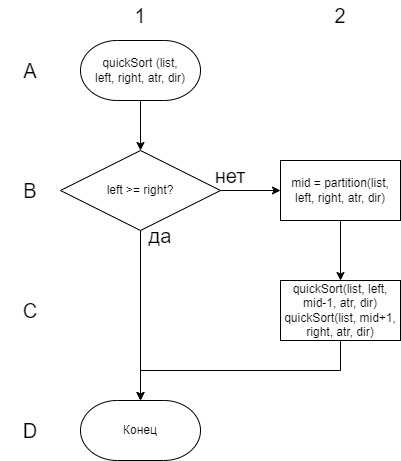 1
2
A
quickSort (list,
left, right, atr, dir)
B
left >= right?
нет
mid = partition(list,
left, right, atr, dir)
да
C
quickSort(list, left,
mid-1, atr, dir)
quickSort(list, mid+1,
right, atr, dir)
D
Конец